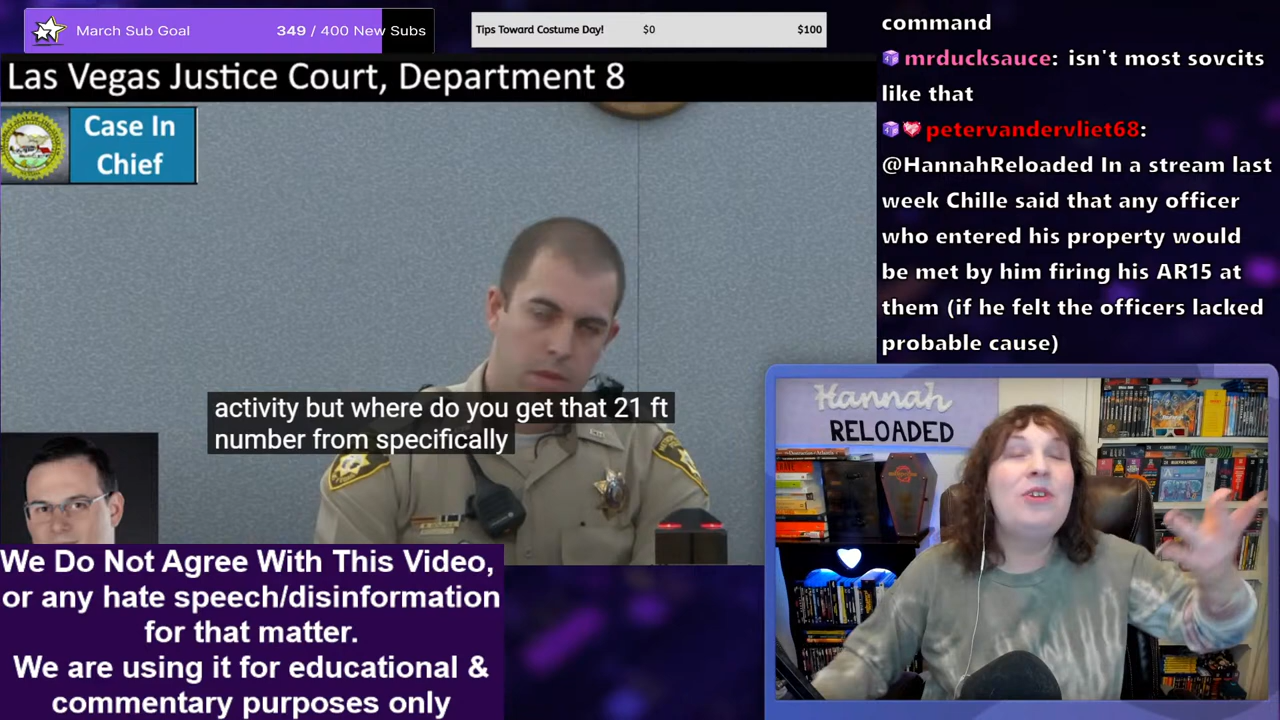 March Sub Goal 349 / 400 New Subs
Tips Toward Costume Day! $0 $100
Las Vegas Justice Court, Department 8
Case In
Chief
activity but where do you get that 21 ft
number from specifically
We Do Not Agree With This Video,
or any hate speech/disinformation
for that matter.
We are using it for educational &
commentary purposes only
command
mrducksauce: isn't most sovcits
like that
petervandervliet68:
@HannahReloaded In a stream last
week Chille said that any officer
who entered his property would
be met by him firing his AR15 at
them (if he felt the officers lacked
probable cause)
Hannah
RELOADED